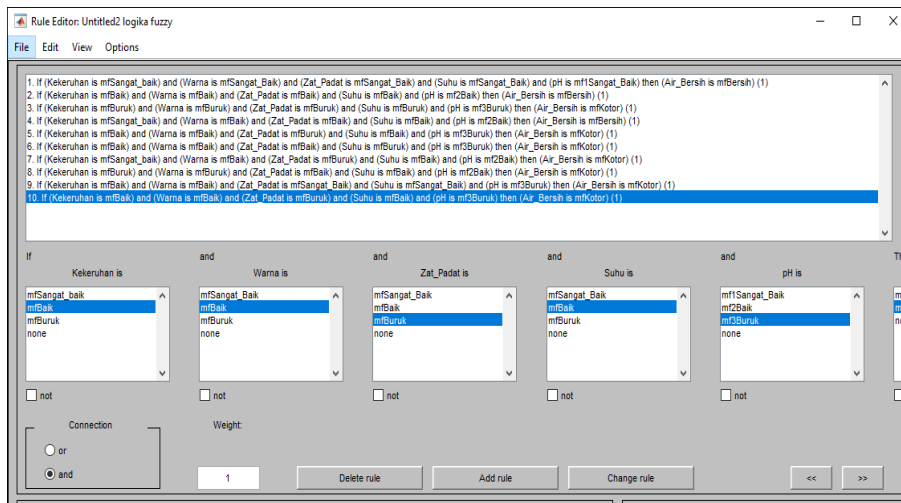 Rule Editor: Untitled2 logika fuzzy
File Edit View Options
1. If (Kekeruhan is mfSangat_baik) and (Warna is mfSangat_Baik) and (Zat_Padat is mfSangat_Baik) and (Suhu is mfSangat_Baik) and (pH is mf1Sangat_Baik) then (Air_Bersih is mfBersih) (1)
2. If (Kekeruhan is mfBaik) and (Warna is mfBaik) and (Zat_Padat is mfBaik) and (Suhu is mfBaik) and (pH is mf2Baik) then (Air_Bersih is mfBersih) (1)
3. If (Kekeruhan is mfBuruk) and (Warna is mfBuruk) and (Zat_Padat is mfBuruk) and (Suhu is mfBuruk) and (pH is mf3Buruk) then (Air_Bersih is mfKotor) (1)
4. If (Kekeruhan is mfSangat_baik) and (Warna is mfBaik) and (Zat_Padat is mfBaik) and (Suhu is mfBaik) and (pH is mf2Baik) then (Air_Bersih is mfBersih) (1)
5. If (Kekeruhan is mfBaik) and (Warna is mfBaik) and (Zat_Padat is mfBuruk) and (Suhu is mfBaik) and (pH is mf3Buruk) then (Air_Bersih is mfKotor) (1)
6. If (Kekeruhan is mfBaik) and (Warna is mfBaik) and (Zat_Padat is mfBaik) and (Suhu is mfBuruk) and (pH is mf3Buruk) then (Air_Bersih is mfKotor) (1)
7. If (Kekeruhan is mfSangat_baik) and (Warna is mfBaik) and (Zat_Padat is mfBuruk) and (Suhu is mfBaik) and (pH is mf2Baik) then (Air_Bersih is mfKotor) (1)
8. If (Kekeruhan is mfBuruk) and (Warna is mfBuruk) and (Zat_Padat is mfBaik) and (Suhu is mfBaik) and (pH is mf2Baik) then (Air_Bersih is mfKotor) (1)
9. If (Kekeruhan is mfBaik) and (Warna is mfBaik) and (Zat_Padat is mfSangat_Baik) and (Suhu is mfSangat_Baik) and (pH is mf3Buruk) then (Air_Bersih is mfKotor) (1)
10. If (Kekeruhan is mfBaik) and (Warna is mfBaik) and (Zat_Padat is mfBuruk) and (Suhu is mfBaik) and (pH is mf3Buruk) then (Air_Bersih is mfKotor) (1)
If and and and and
Kekeruhan is Warna is Zat_Padat is Suhu is pH is
mfSangat_baik mfSangat_Baik mfSangat_Baik mfSangat_Baik mf1Sangat_Baik
mfBaik mfBaik mfBaik mfBaik mf2Baik
mfBuruk mfBuruk mfBuruk mfBuruk mf3Buruk
none none none none none
not not not not not
Connection Weight:
or
and 1 Delete rule Add rule Change rule << >>